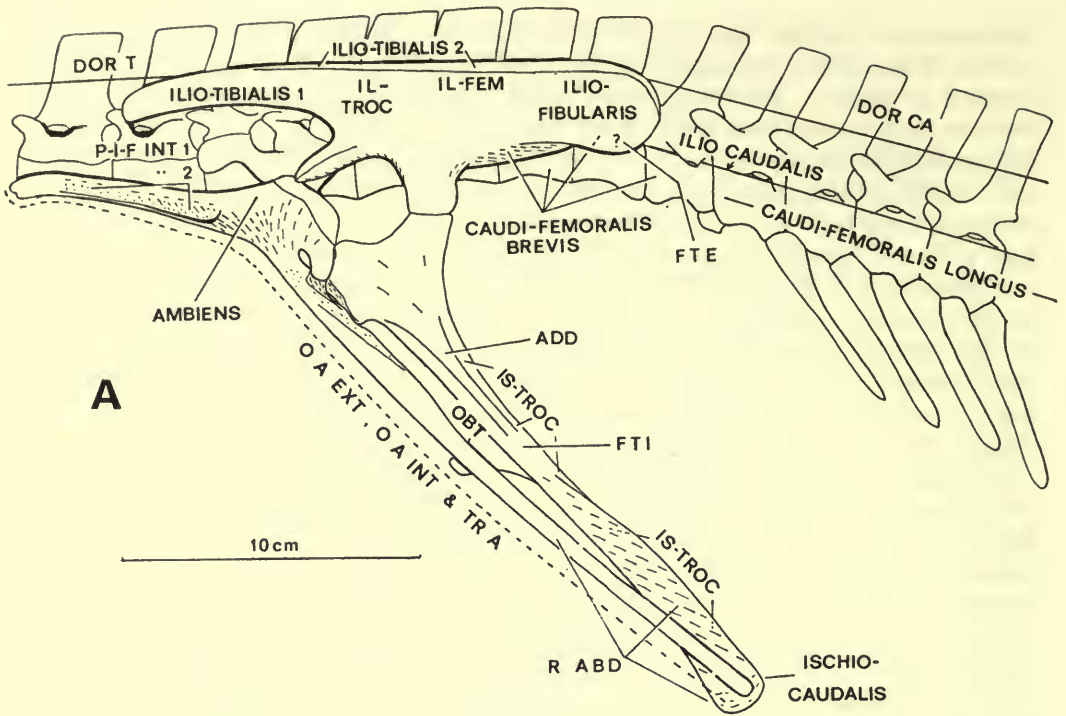 DOR T
ILIO-TIBIALIS 2
ILIO-TIBIALIS 1
IL-
TROC
IL-FEM
ILIO-
FIBULARIS
?
DOR CA
P-I-F INT 1
.. 2
ILIO CAUDALIS
CAUDI-FEMORALIS
BREVIS
FTE
CAUDI-FEMORALIS LONGUS
AMBIENS
ADD
A
IS-TROC
OBT
FTI
O A EXT, O A INT & TR A
10 cm
IS-TROC
R ABD
ISCHIO-
CAUDALIS